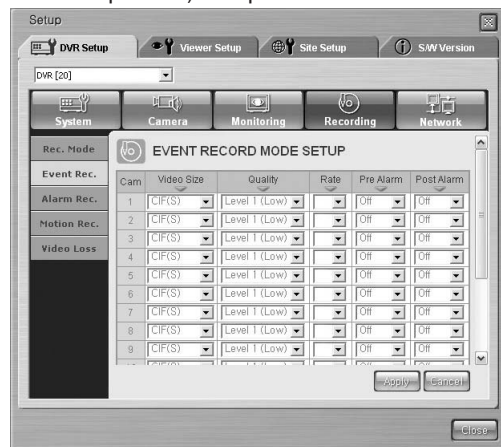 Setup
DVR Setup Viewer Setup Site Setup S/W Version
DVR [20]
System Camera Monitoring Recording Network
Rec. Mode
Event Rec.
Alarm Rec.
Motion Rec.
Video Loss
EVENT RECORD MODE SETUP
Cam Video Size Quality Rate Pre Alarm Post Alarm
1 CIF(S) Level 1 (Low) Off Off
2 CIF(S) Level 1 (Low) Off Off
3 CIF(S) Level 1 (Low) Off Off
4 CIF(S) Level 1 (Low) Off Off
5 CIF(S) Level 1 (Low) Off Off
6 CIF(S) Level 1 (Low) Off Off
7 CIF(S) Level 1 (Low) Off Off
8 CIF(S) Level 1 (Low) Off Off
9 CIF(S) Level 1 (Low) Off Off
Apply Cancel
Close